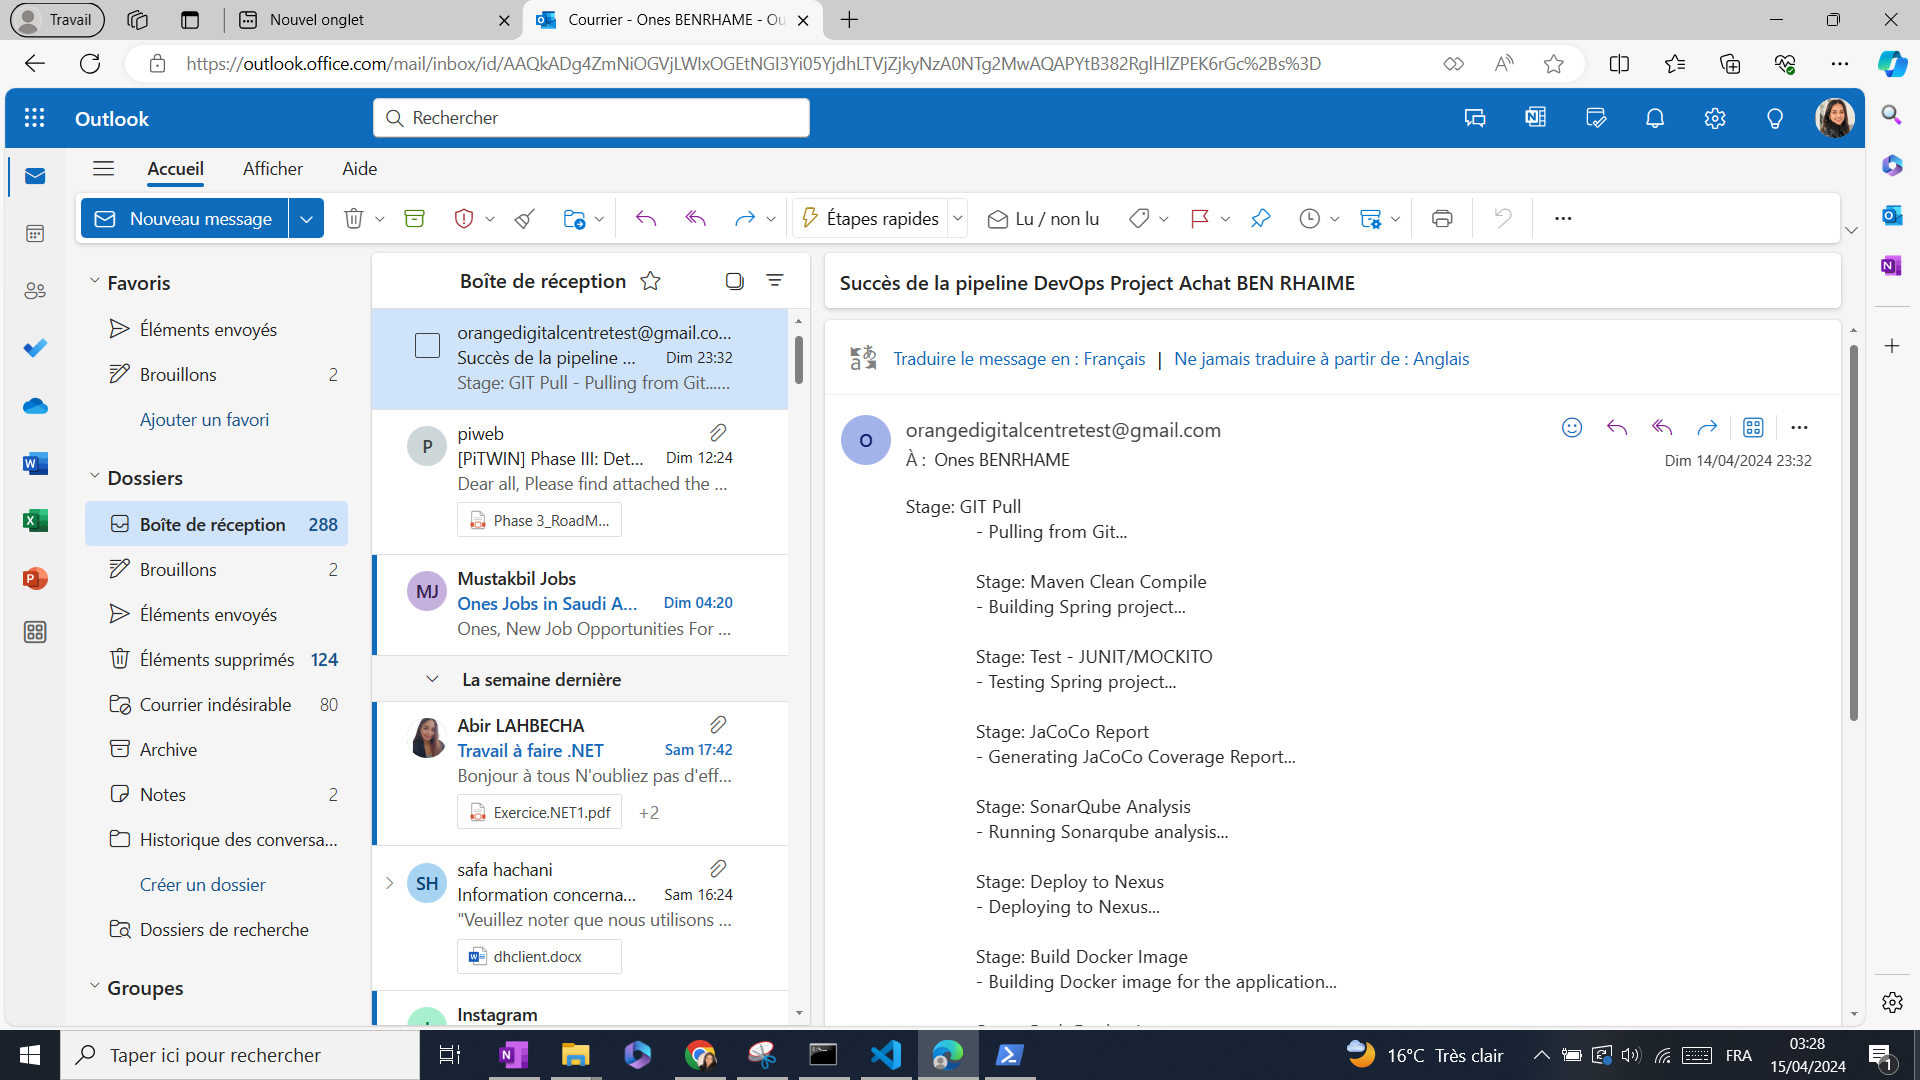 Travail
Nouvel onglet
Courrier - Ones BENRHAME - Ou
https://outlook.office.com/mail/inbox/id/AAQkADg4ZmNiOGVjLWIxOGEtNGI3Yi05YjdhLTVjZjkyNzA0NTg2MwAQAPYtB382RglHlZPEK6rGc%2Bs%3D
Outlook
Rechercher
Accueil
Afficher
Aide
Nouveau message
Étapes rapides
Lu / non lu
Favoris
Éléments envoyés
Brouillons 2
Ajouter un favori
Dossiers
Boîte de réception 288
Brouillons 2
Éléments envoyés
Éléments supprimés 124
Courrier indésirable 80
Archive
Notes 2
Historique des conversa...
Créer un dossier
Dossiers de recherche
Groupes
Boîte de réception
orangedigitalcentretest@gmail.co...
Succès de la pipeline ... Dim 23:32
Stage: GIT Pull - Pulling from Git......
P
piweb
[PiTWIN] Phase III: Det... Dim 12:24
Dear all, Please find attached the ...
Phase 3_RoadM...
MJ
Mustakbil Jobs
Ones Jobs in Saudi A... Dim 04:20
Ones, New Job Opportunities For ...
La semaine dernière
Abir LAHBECHA
Travail à faire .NET Sam 17:42
Bonjour à tous N'oubliez pas d'eff...
Exercice.NET1.pdf +2
SH
safa hachani
Information concerna... Sam 16:24
"Veuillez noter que nous utilisons ...
dhclient.docx
Instagram
Succès de la pipeline DevOps Project Achat BEN RHAIME
Traduire le message en : Français | Ne jamais traduire à partir de : Anglais
O
orangedigitalcentretest@gmail.com
À : Ones BENRHAME
Dim 14/04/2024 23:32
Stage: GIT Pull
- Pulling from Git...
Stage: Maven Clean Compile
- Building Spring project...
Stage: Test - JUNIT/MOCKITO
- Testing Spring project...
Stage: JaCoCo Report
- Generating JaCoCo Coverage Report...
Stage: SonarQube Analysis
- Running Sonarqube analysis...
Stage: Deploy to Nexus
- Deploying to Nexus...
Stage: Build Docker Image
- Building Docker image for the application...
Taper ici pour rechercher
16°C Très clair
FRA
03:28
15/04/2024
1